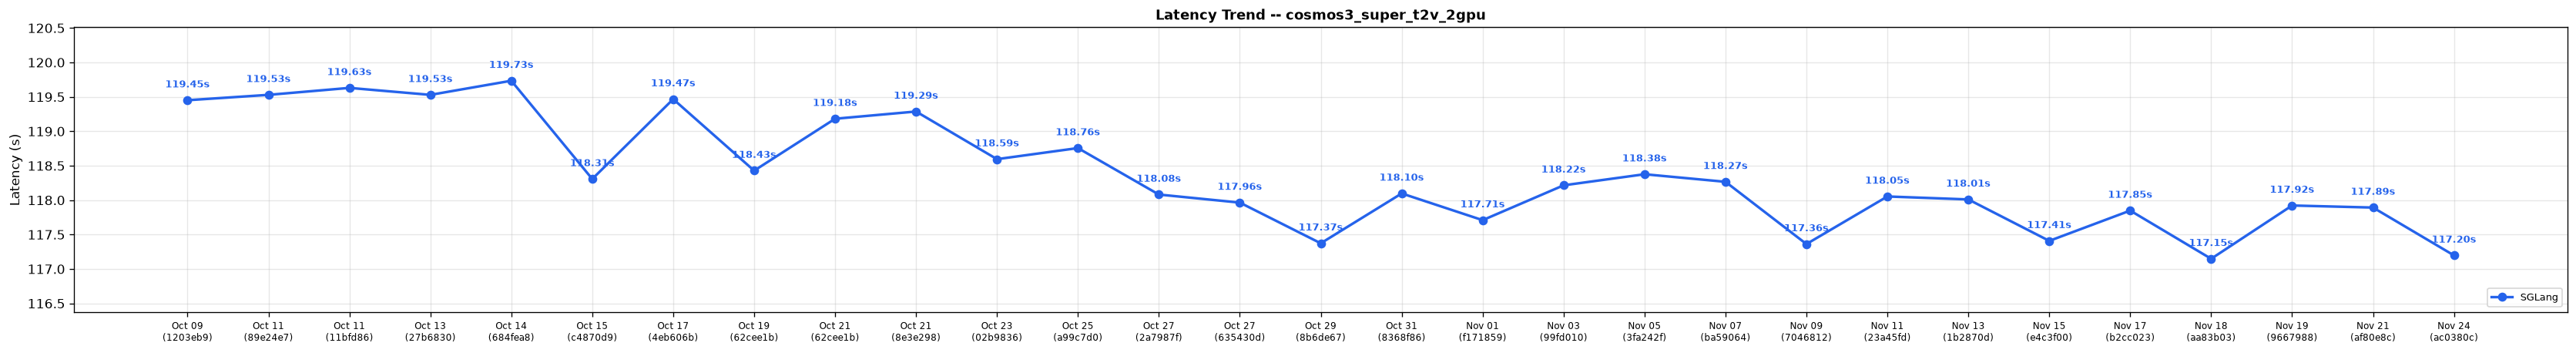 Latency Trend -- cosmos3_super_t2v_2gpu
Latency (s)
120.5
120.0
119.5
119.0
118.5
118.0
117.5
117.0
116.5
119.45s
119.53s
119.63s
119.53s
119.73s
118.31s
119.47s
118.43s
119.18s
119.29s
118.59s
118.76s
118.08s
117.96s
117.37s
118.10s
117.71s
118.22s
118.38s
118.27s
117.36s
118.05s
118.01s
117.41s
117.85s
117.15s
117.92s
117.89s
117.20s
SGLang
Oct 09
(1203eb9)
Oct 11
(89e24e7)
Oct 11
(11bfd86)
Oct 13
(27b6830)
Oct 14
(684fea8)
Oct 15
(c4870d9)
Oct 17
(4eb606b)
Oct 19
(62cee1b)
Oct 21
(62cee1b)
Oct 21
(8e3e298)
Oct 23
(02b9836)
Oct 25
(a99c7d0)
Oct 27
(2a7987f)
Oct 27
(635430d)
Oct 29
(8b6de67)
Oct 31
(8368f86)
Nov 01
(f171859)
Nov 03
(99fd010)
Nov 05
(3fa242f)
Nov 07
(ba59064)
Nov 09
(7046812)
Nov 11
(23a45fd)
Nov 13
(1b2870d)
Nov 15
(e4c3f00)
Nov 17
(b2cc023)
Nov 18
(aa83b03)
Nov 19
(9667988)
Nov 21
(af80e8c)
Nov 24
(ac0380c)